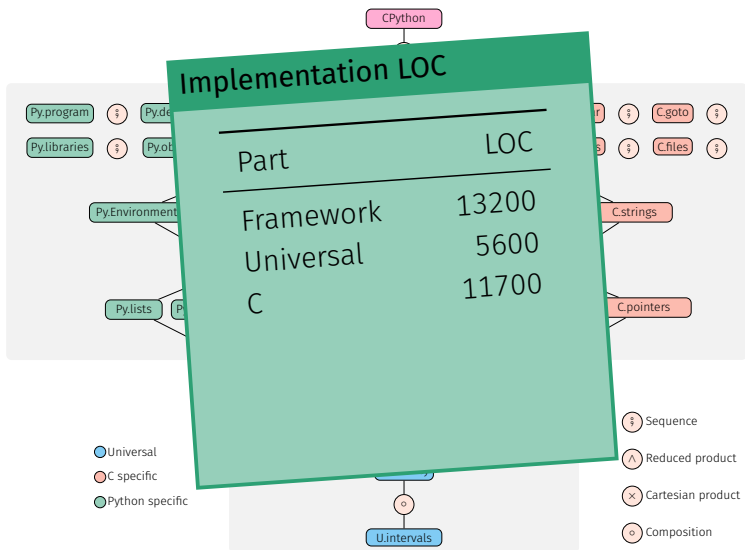 CPython
Implementation LOC
Part LOC
Framework 13200
Universal 5600
C 11700
Py.program ;
C.goto ;
Py.libraries ;
C.files ;
Py.Environment
C.strings
Py.lists
C.pointers
Universal
C specific
Python specific
; Sequence
∧ Reduced product
× Cartesian product
∘ Composition
U.intervals